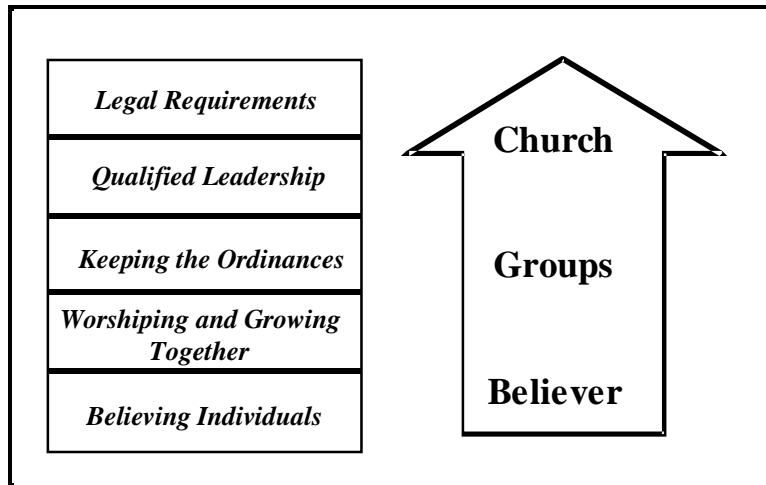 Legal Requirements
Qualified Leadership
Keeping the Ordinances
Worshiping and Growing
Together
Believing Individuals
Church
Groups
Believer